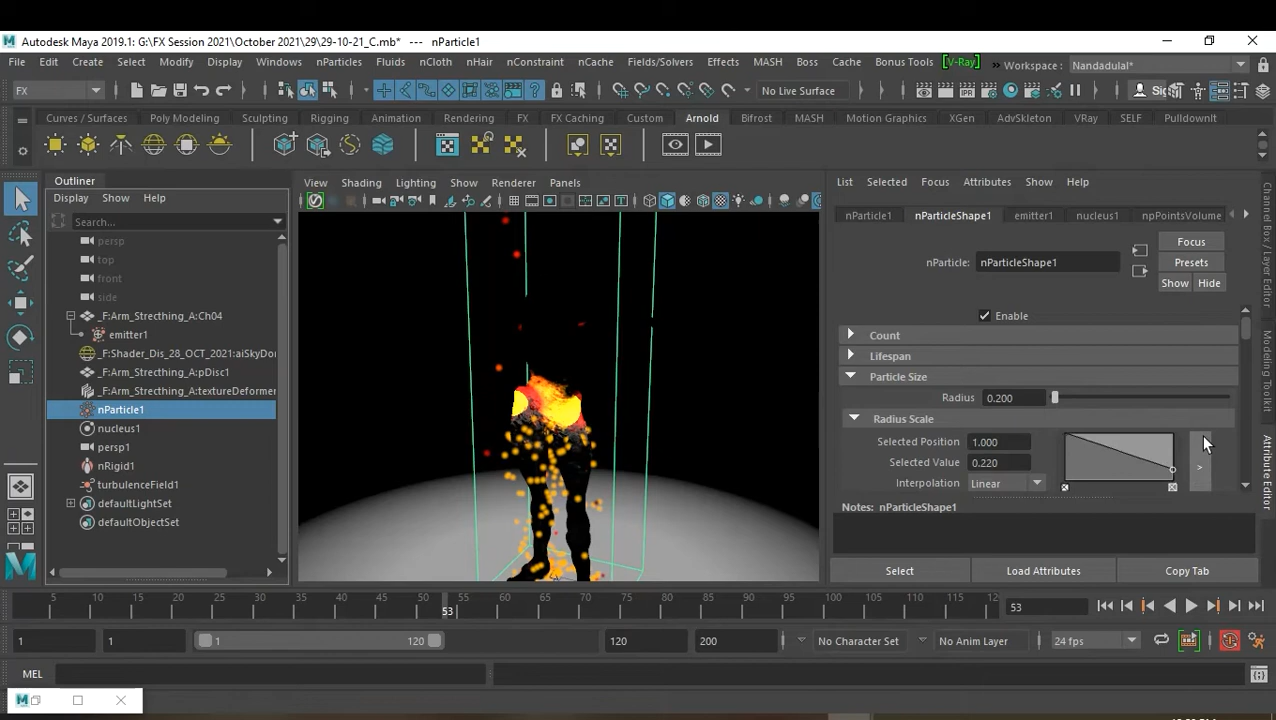 Autodesk Maya 2019.1: G:\FX Session 2021\October 2021\29\29-10-21_C.mb* --- nParticle1
File Edit Create Select Modify Display Windows nParticles Fluids nCloth nHair nConstraint nCache Fields/Solvers Effects MASH Boss Cache Bonus Tools [V-Ray] » Workspace : Nandadulal*
FX No Live Surface
Curves / Surfaces Poly Modeling Sculpting Rigging Animation Rendering FX FX Caching Custom Arnold Bifrost MASH Motion Graphics XGen AdvSkeleton VRay SELF PulldownIt
Outliner
Display Show Help
Search...
persp
top
front
side
_F:Arm_Strecthing_A:Ch04
emitter1
_F:Shader_Dis_28_OCT_2021:aiSkyDo
_F:Arm_Strecthing_A:pDisc1
_F:Arm_Strecthing_A:textureDeformer
nParticle1
nucleus1
persp1
nRigid1
turbulenceField1
defaultLightSet
defaultObjectSet
View Shading Lighting Show Renderer Panels
List Selected Focus Attributes Show Help
nParticle1 nParticleShape1 emitter1 nucleus1 npPointsVolume
nParticle: nParticleShape1
Focus
Presets
Show Hide
Enable
Count
Lifespan
Particle Size
Radius 0.200
Radius Scale
Selected Position 1.000
Selected Value 0.220
Interpolation Linear
>
Notes: nParticleShape1
Select Load Attributes Copy Tab
Channel Box / Layer Editor
Modeling Toolkit
Attribute Editor
5 10 15 20 25 30 35 40 45 50 53 55 60 65 70 75 80 85 90 95 100 105 110 115 120
53
1 1 1 120 120 200 No Character Set No Anim Layer 24 fps
MEL